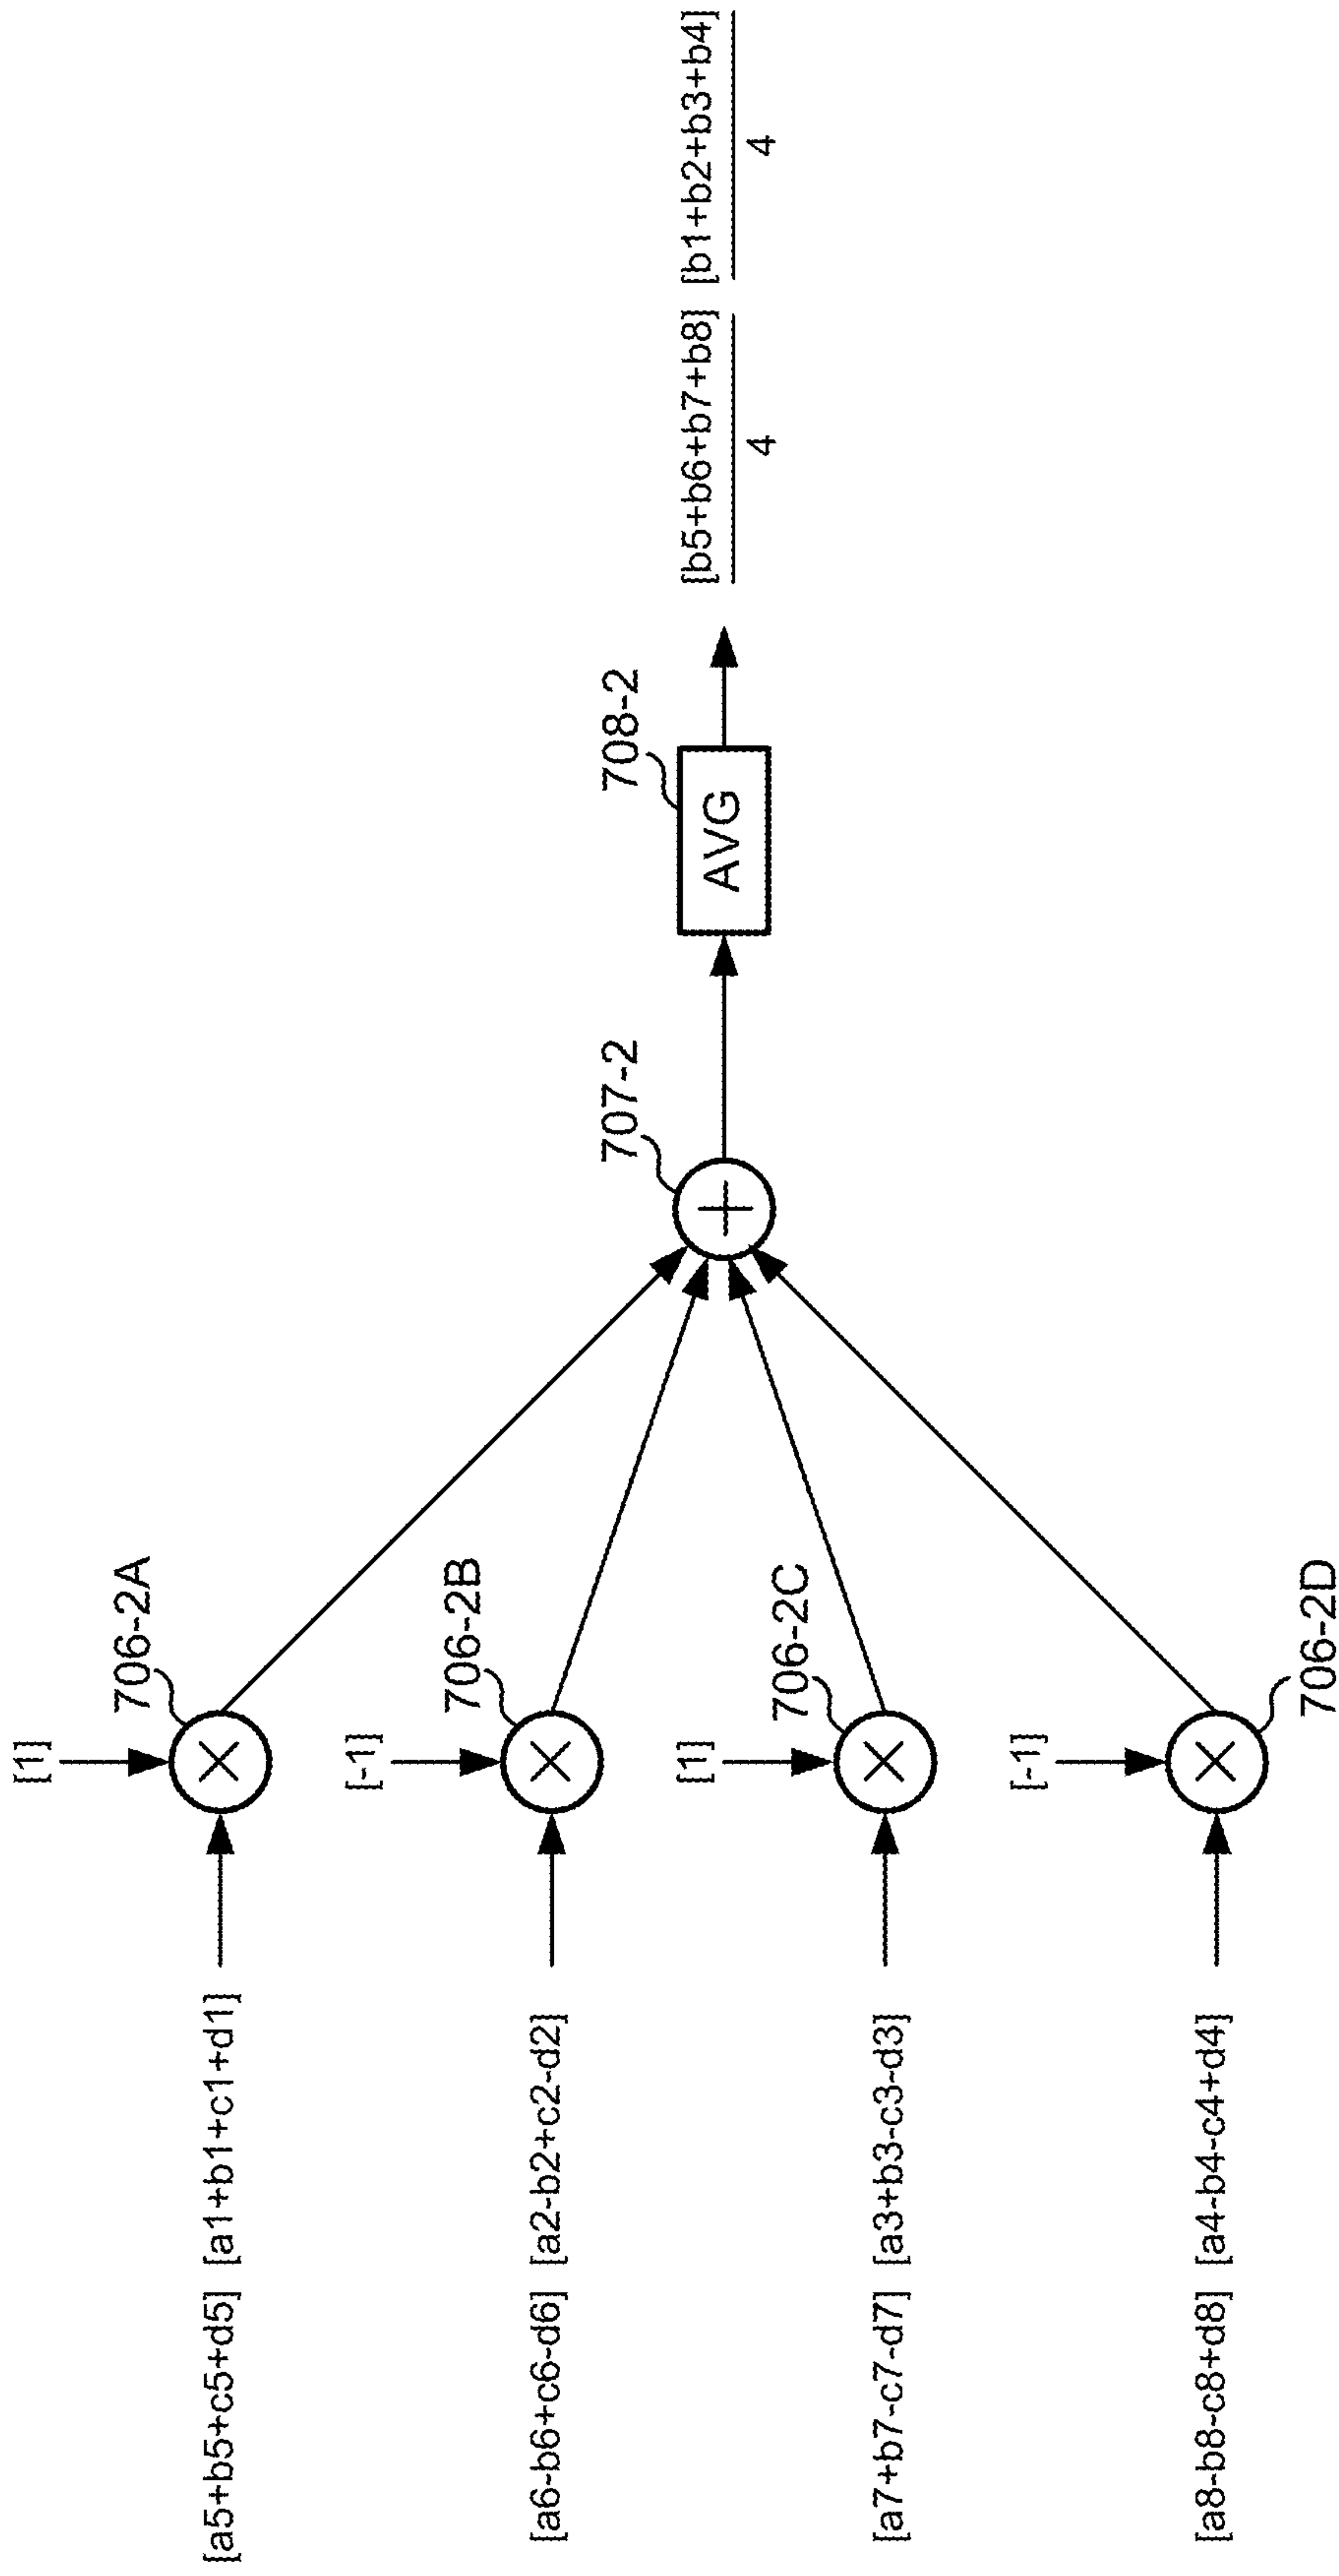 [1]
706-2A
[a5+b5+c5+d5] [a1+b1+c1+d1]
[-1]
706-2B
[a6-b6+c6-d6] [a2-b2+c2-d2]
[1]
706-2C
[a7+b7-c7-d7] [a3+b3-c3-d3]
[-1]
[a8-b8-c8+d8] [a4-b4-c4+d4]
706-2D
707-2
+
708-2
AVG
[b5+b6+b7+b8] [b1+b2+b3+b4]
4 4